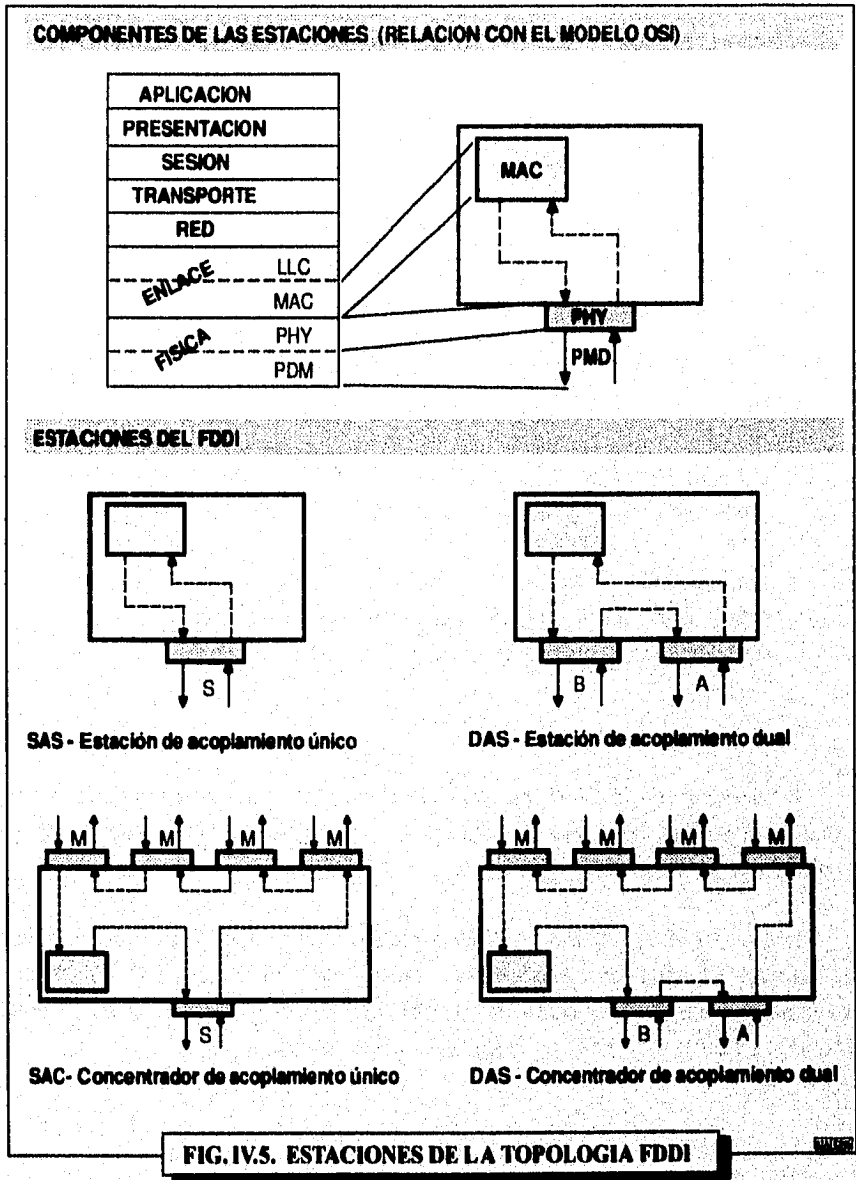 COMPONENTES DE LAS ESTACIONES (RELACION CON EL MODELO OSI)
APLICACION
PRESENTACION
SESION
TRANSPORTE
RED
ENLACE
LLC
MAC
FISICA
PHY
PDM
MAC
PHY
PMD
ESTACIONES DEL FDDI
S
B A
SAS - Estación de acoplamiento único
DAS - Estación de acoplamiento dual
M M M M
M M M M
S
B A
SAC- Concentrador de acoplamiento único
DAS - Concentrador de acoplamiento dual
FIG. IV.5. ESTACIONES DE LA TOPOLOGIA FDDI